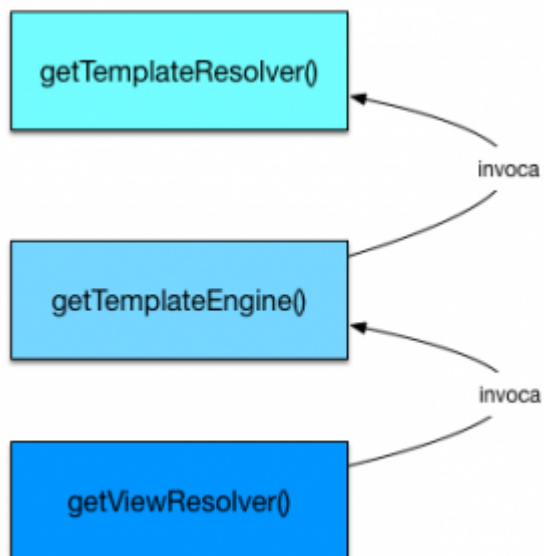 getTemplateResolver()
invoca
getTemplateEngine()
invoca
getViewResolver()